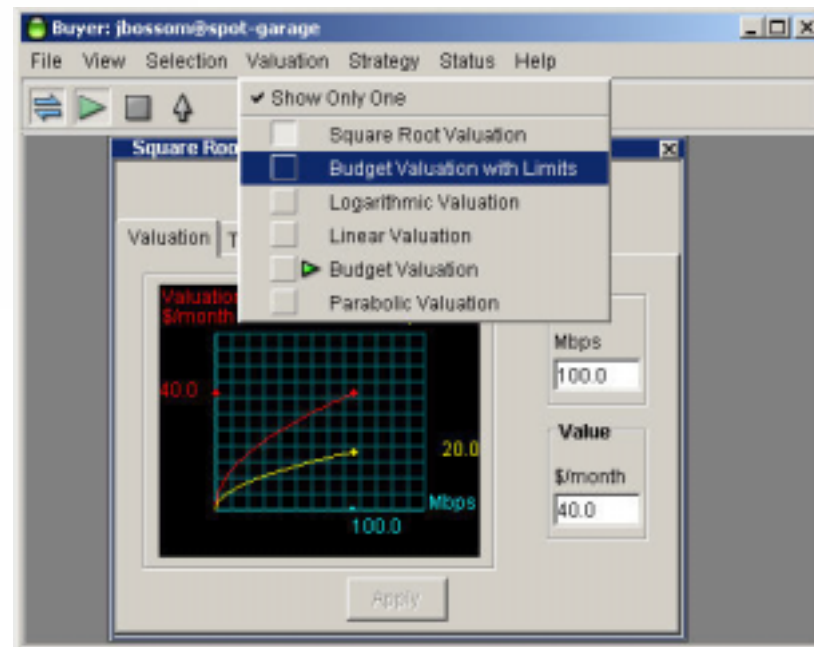 Buyer: jbossom@spot-garage
File View Selection Valuation Strategy Status Help
Show Only One
Square Root Valuation
Budget Valuation with Limits
Logarithmic Valuation
Linear Valuation
Budget Valuation
Parabolic Valuation
Square Roo
Valuation T
Valuation
$/month
40.0
20.0
Mbps
100.0
Mbps
100.0
Value
$/month
40.0
Apply